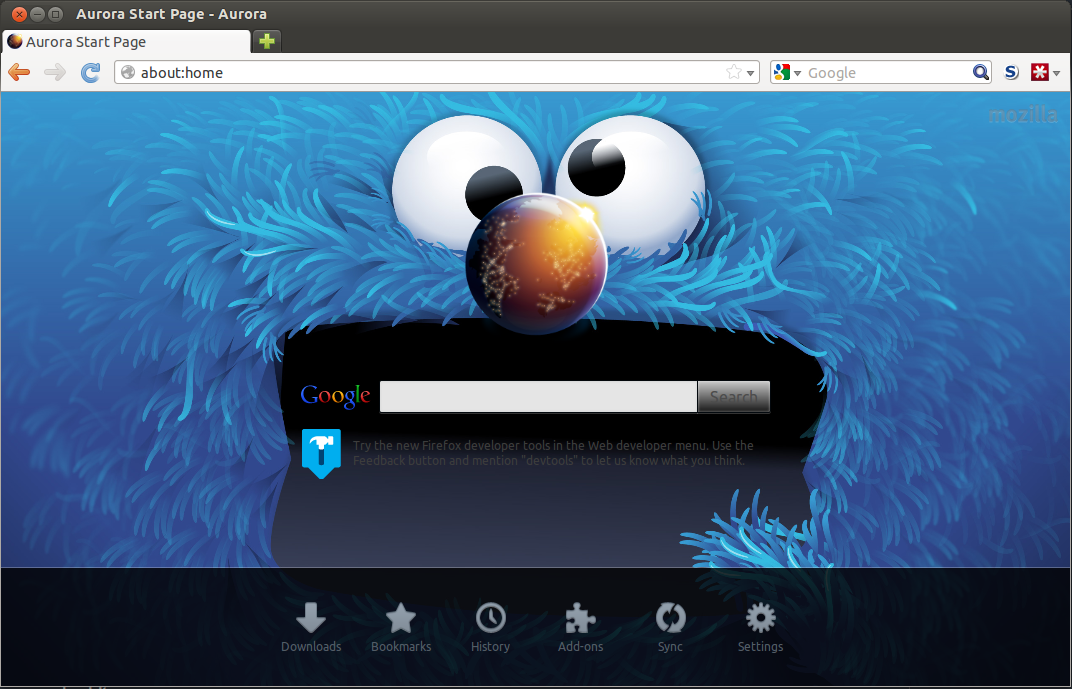 Aurora Start Page - Aurora
Aurora Start Page
about:home
Google
S
mozilla
Google
Search
Try the new Firefox developer tools in the Web developer menu. Use the
Feedback button and mention "devtools" to let us know what you think.
Downloads
Bookmarks
History
Add-ons
Sync
Settings